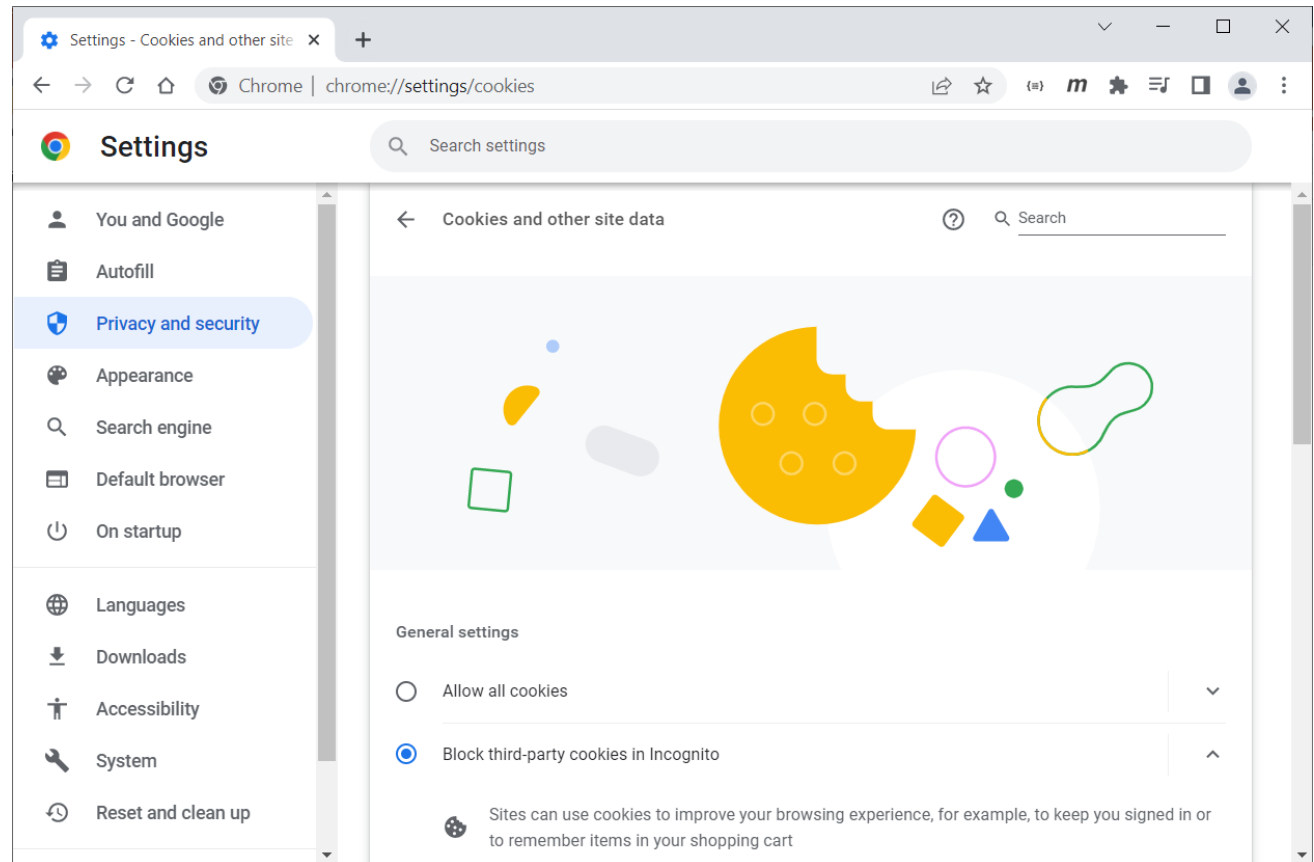 Settings - Cookies and other site
Chrome | chrome://settings/cookies
{≡} m
Settings
Search settings
You and Google
Autofill
Privacy and security
Appearance
Search engine
Default browser
On startup
Languages
Downloads
Accessibility
System
Reset and clean up
Cookies and other site data
Search
General settings
Allow all cookies
Block third-party cookies in Incognito
Sites can use cookies to improve your browsing experience, for example, to keep you signed in or
to remember items in your shopping cart